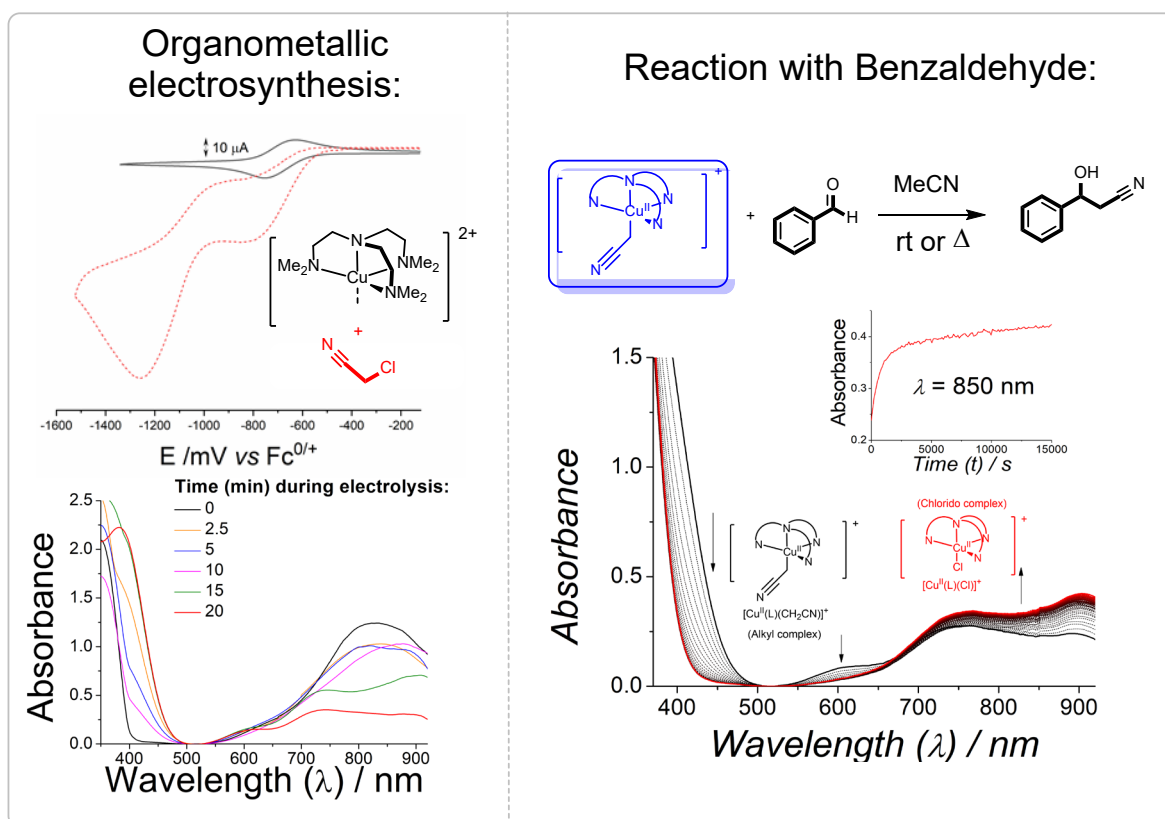 Organometallic
electrosynthesis:
10 µA
2+
N
Me₂N
NMe₂
Cu
NMe₂
+
N
Cl
-1600 -1400 -1200 -1000 -800 -600 -400 -200
E /mV vs Fc⁰/⁺
Time (min) during electrolysis:
0
2.5
5
10
15
20
2.5
2.0
1.5
1.0
0.5
0.0
Absorbance
400 500 600 700 800 900
Wavelength (λ) / nm
Reaction with Benzaldehyde:
+
N
N
Cuᴵᴵ
N
N
N
+
O
H
MeCN
rt or Δ
OH
N
0.4
0.3
0.2
Absorbance
λ = 850 nm
0 5000 10000 15000
Time (t) / s
1.5
1.0
0.5
0.0
Absorbance
+
N
N
Cuᴵᴵ
N
N
N
[Cuᴵᴵ(L)(CH₂CN)]⁺
(Alkyl complex)
(Chlorido complex)
+
N
N
Cuᴵᴵ
N
N
Cl
[Cuᴵᴵ(L)(Cl)]⁺
400 500 600 700 800 900
Wavelength (λ) / nm